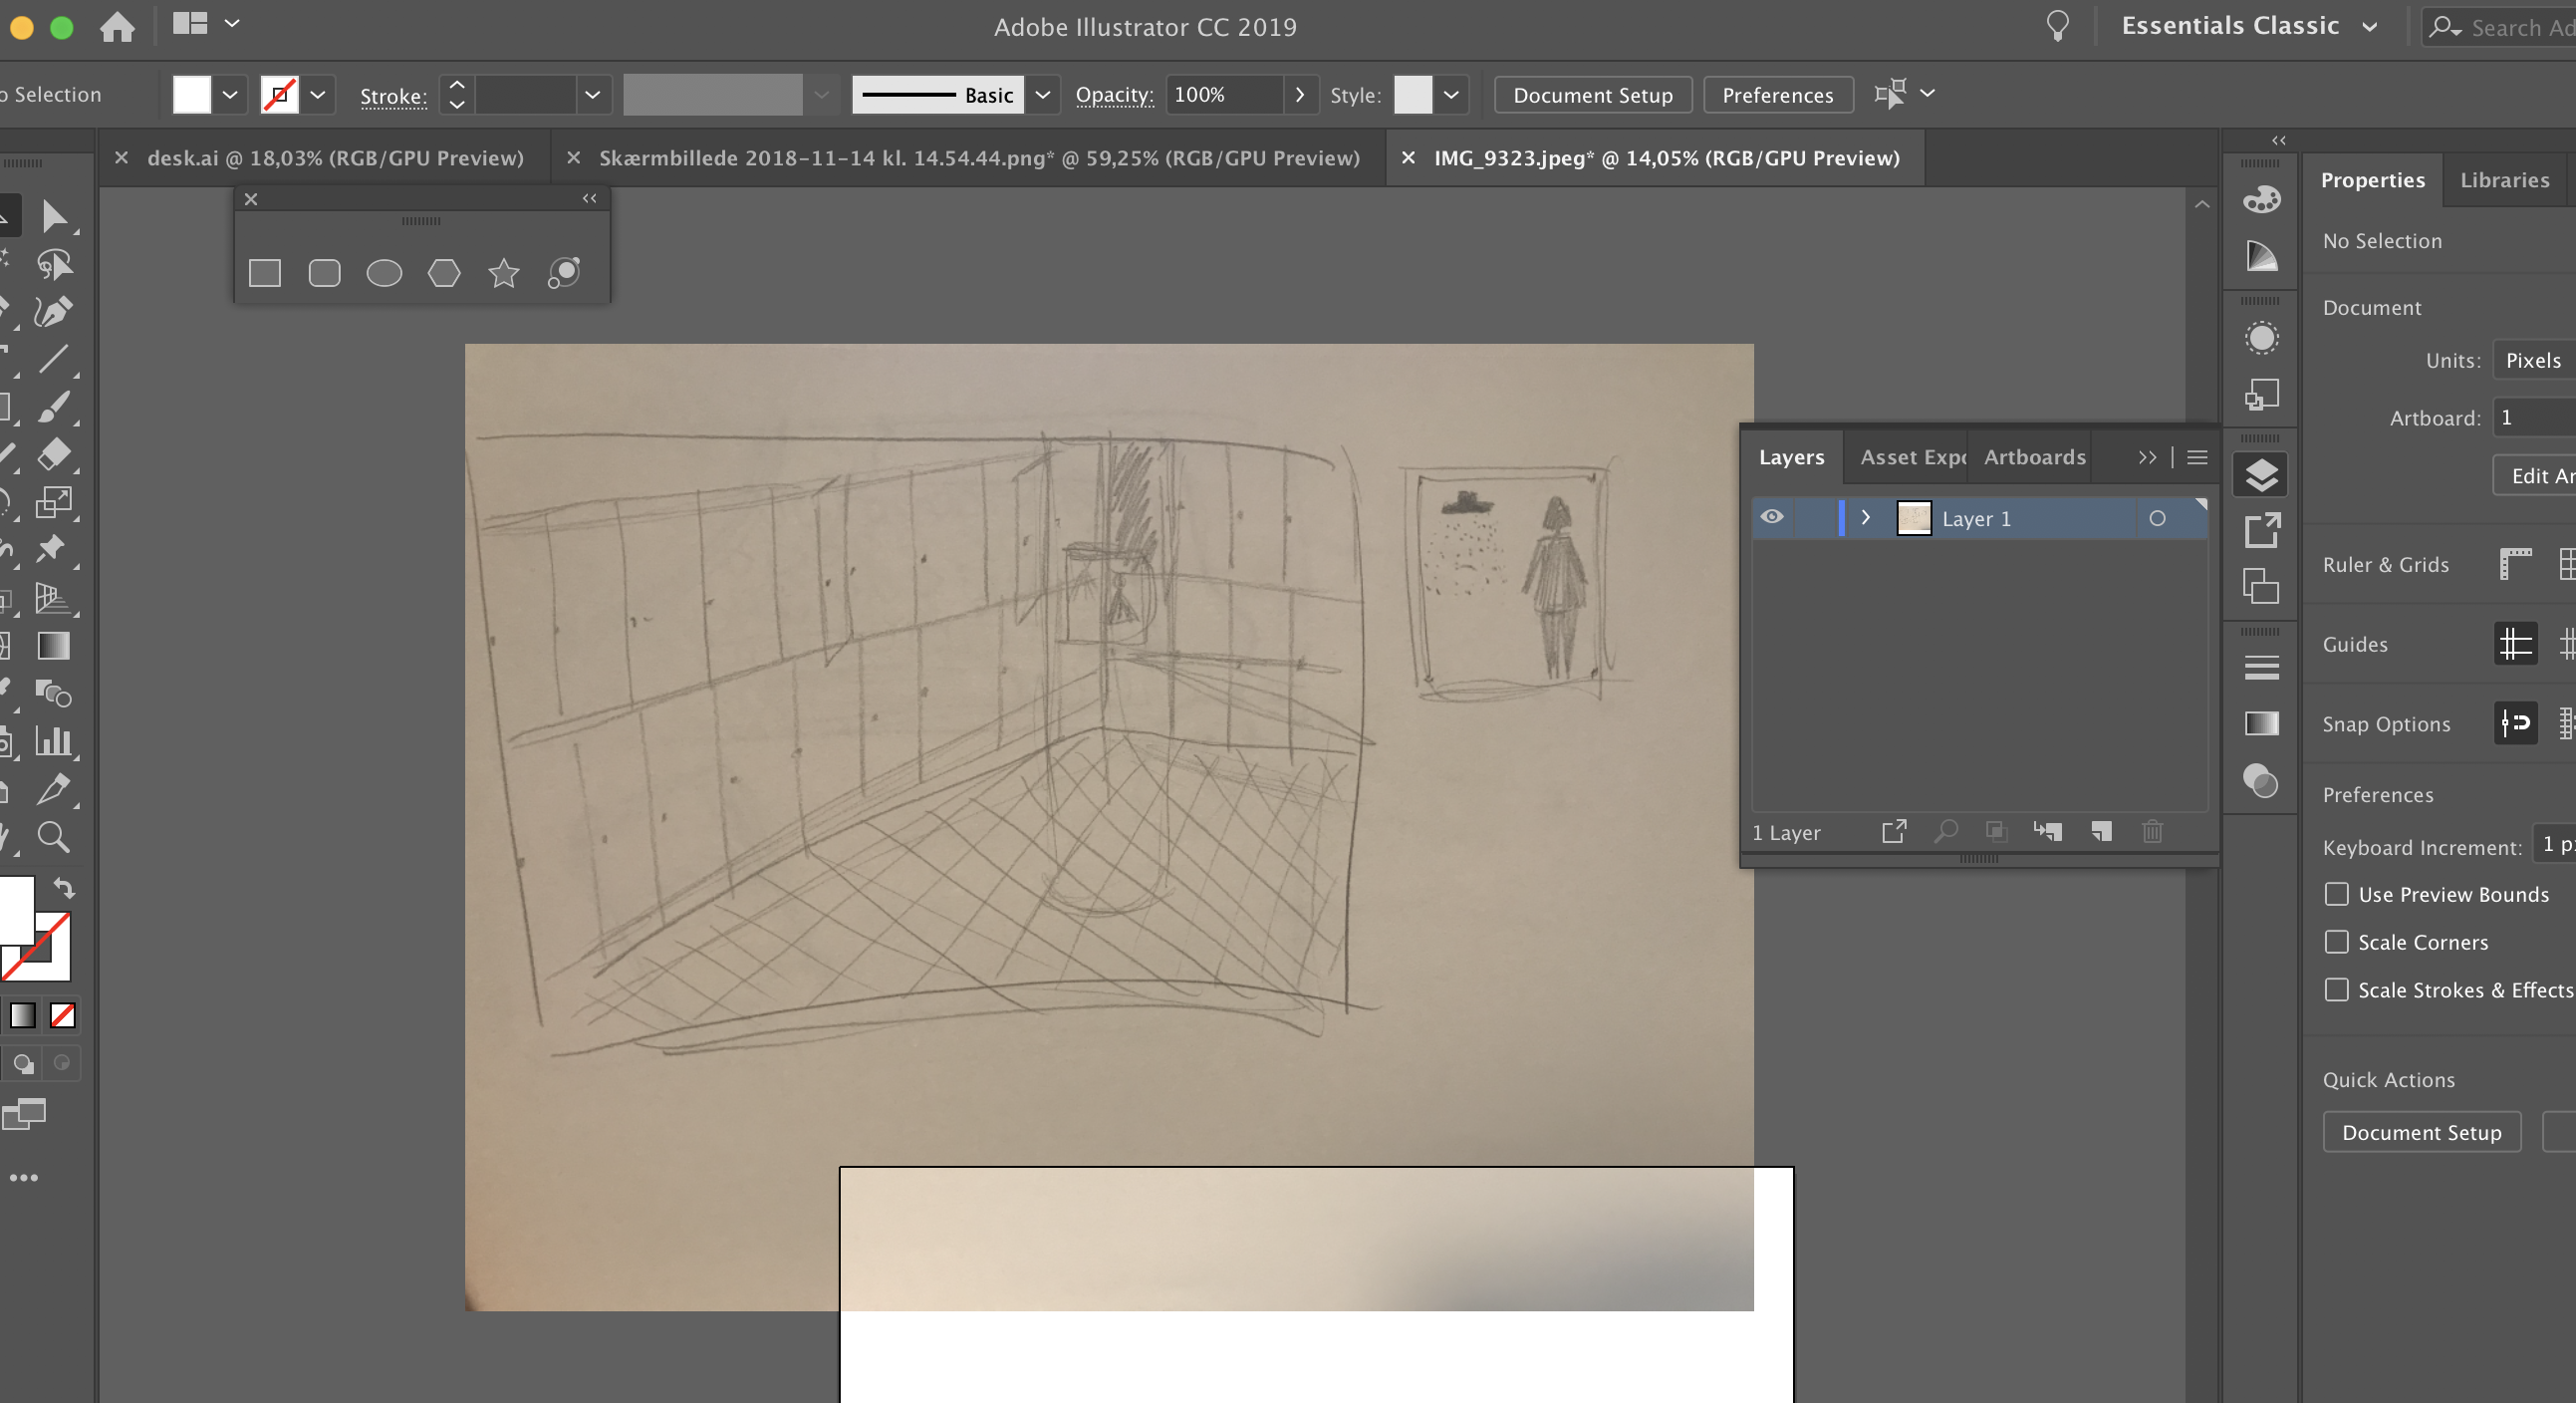 Adobe Illustrator CC 2019
Essentials Classic
Search Ad
o Selection
Stroke:
Basic
Opacity:
100%
Style:
Document Setup
Preferences
desk.ai @ 18,03% (RGB/GPU Preview)
Skærmbillede 2018-11-14 kl. 14.54.44.png* @ 59,25% (RGB/GPU Preview)
IMG_9323.jpeg* @ 14,05% (RGB/GPU Preview)
Properties
Libraries
No Selection
Document
Units:
Pixels
Artboard:
1
Edit Ar
Layers
Asset Expo
Artboards
Layer 1
1 Layer
Ruler & Grids
Guides
Snap Options
Preferences
Keyboard Increment:
1 p
Use Preview Bounds
Scale Corners
Scale Strokes & Effects
Quick Actions
Document Setup